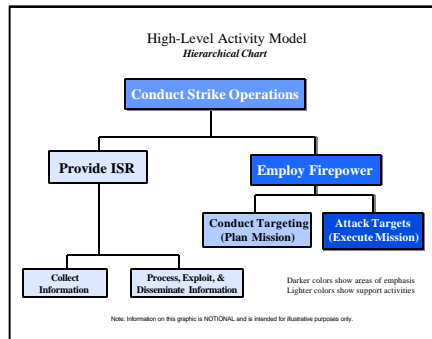 High-Level Activity Model
Hierarchical Chart
Conduct Strike Operations
Provide ISR
Employ Firepower
Conduct Targeting
(Plan Mission)
Attack Targets
(Execute Mission)
Collect
Information
Process, Exploit, &
Disseminate Information
Darker colors show areas of emphasis
Lighter colors show support activities
Note: Information on this graphic is NOTIONAL and is intended for illustrative purposes only.